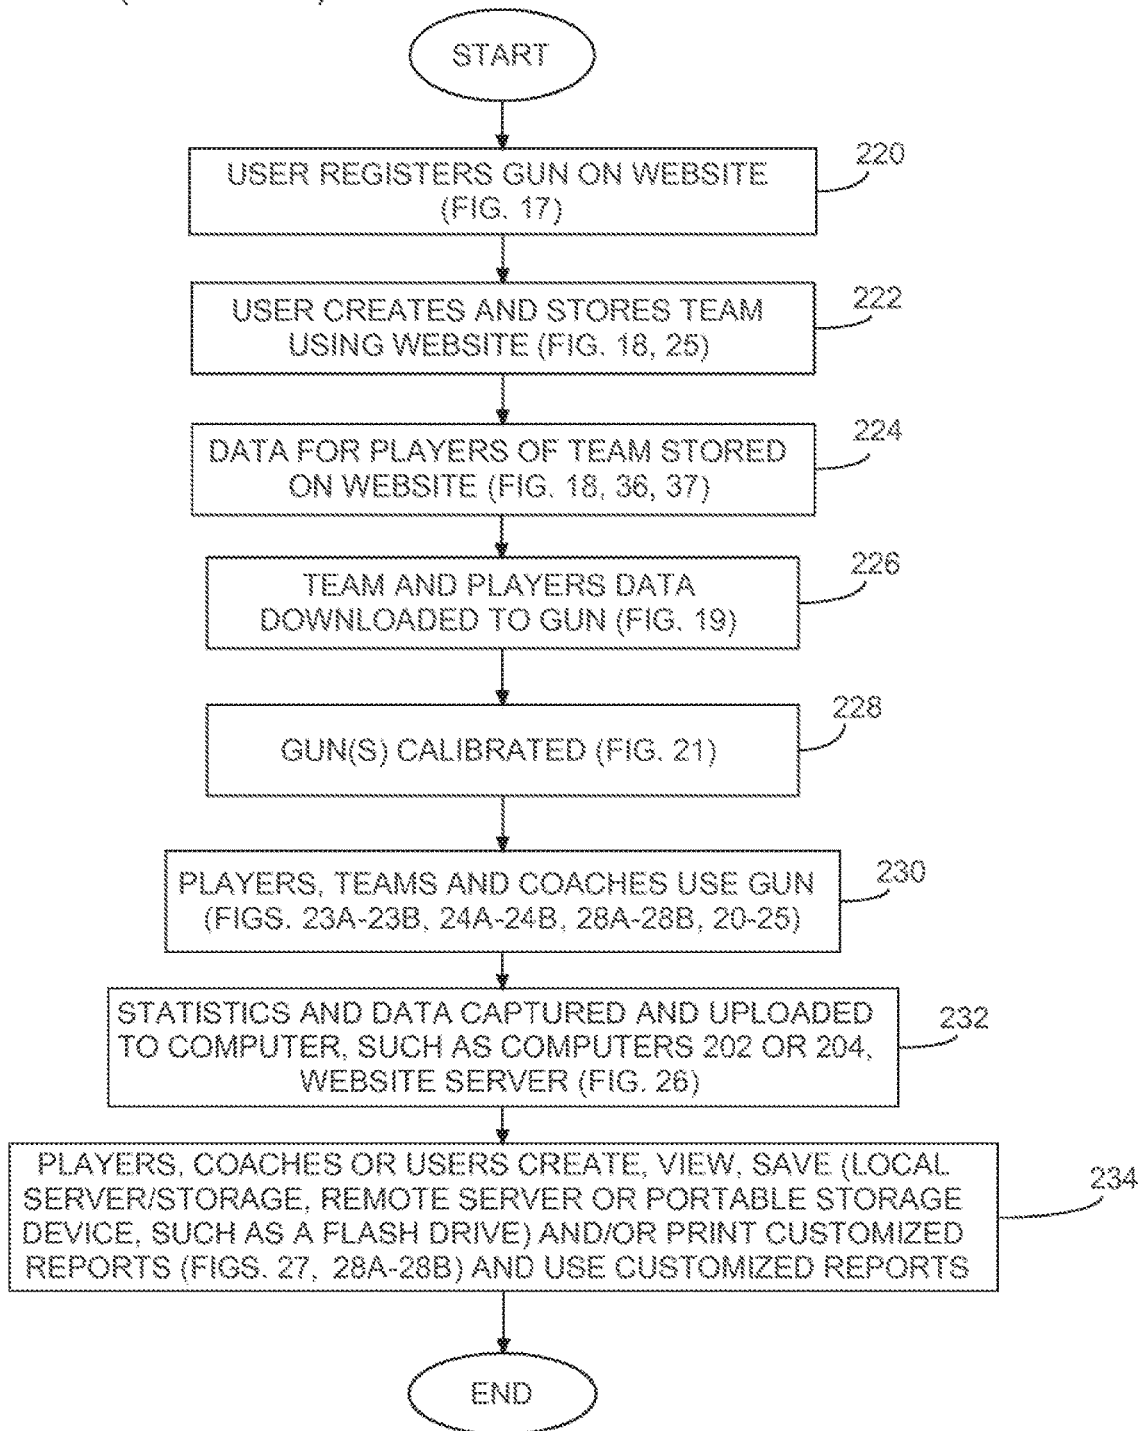 START
USER REGISTERS GUN ON WEBSITE
(FIG. 17)
220
USER CREATES AND STORES TEAM
USING WEBSITE (FIG. 18, 25)
222
DATA FOR PLAYERS OF TEAM STORED
ON WEBSITE (FIG. 18, 36, 37)
224
TEAM AND PLAYERS DATA
DOWNLOADED TO GUN (FIG. 19)
226
GUN(S) CALIBRATED (FIG. 21)
228
PLAYERS, TEAMS AND COACHES USE GUN
(FIGS. 23A-23B, 24A-24B, 28A-28B, 20-25)
230
STATISTICS AND DATA CAPTURED AND UPLOADED
TO COMPUTER, SUCH AS COMPUTERS 202 OR 204,
WEBSITE SERVER (FIG. 26)
232
PLAYERS, COACHES OR USERS CREATE, VIEW, SAVE (LOCAL
SERVER/STORAGE, REMOTE SERVER OR PORTABLE STORAGE
DEVICE, SUCH AS A FLASH DRIVE) AND/OR PRINT CUSTOMIZED
REPORTS (FIGS. 27, 28A-28B) AND USE CUSTOMIZED REPORTS
234
END